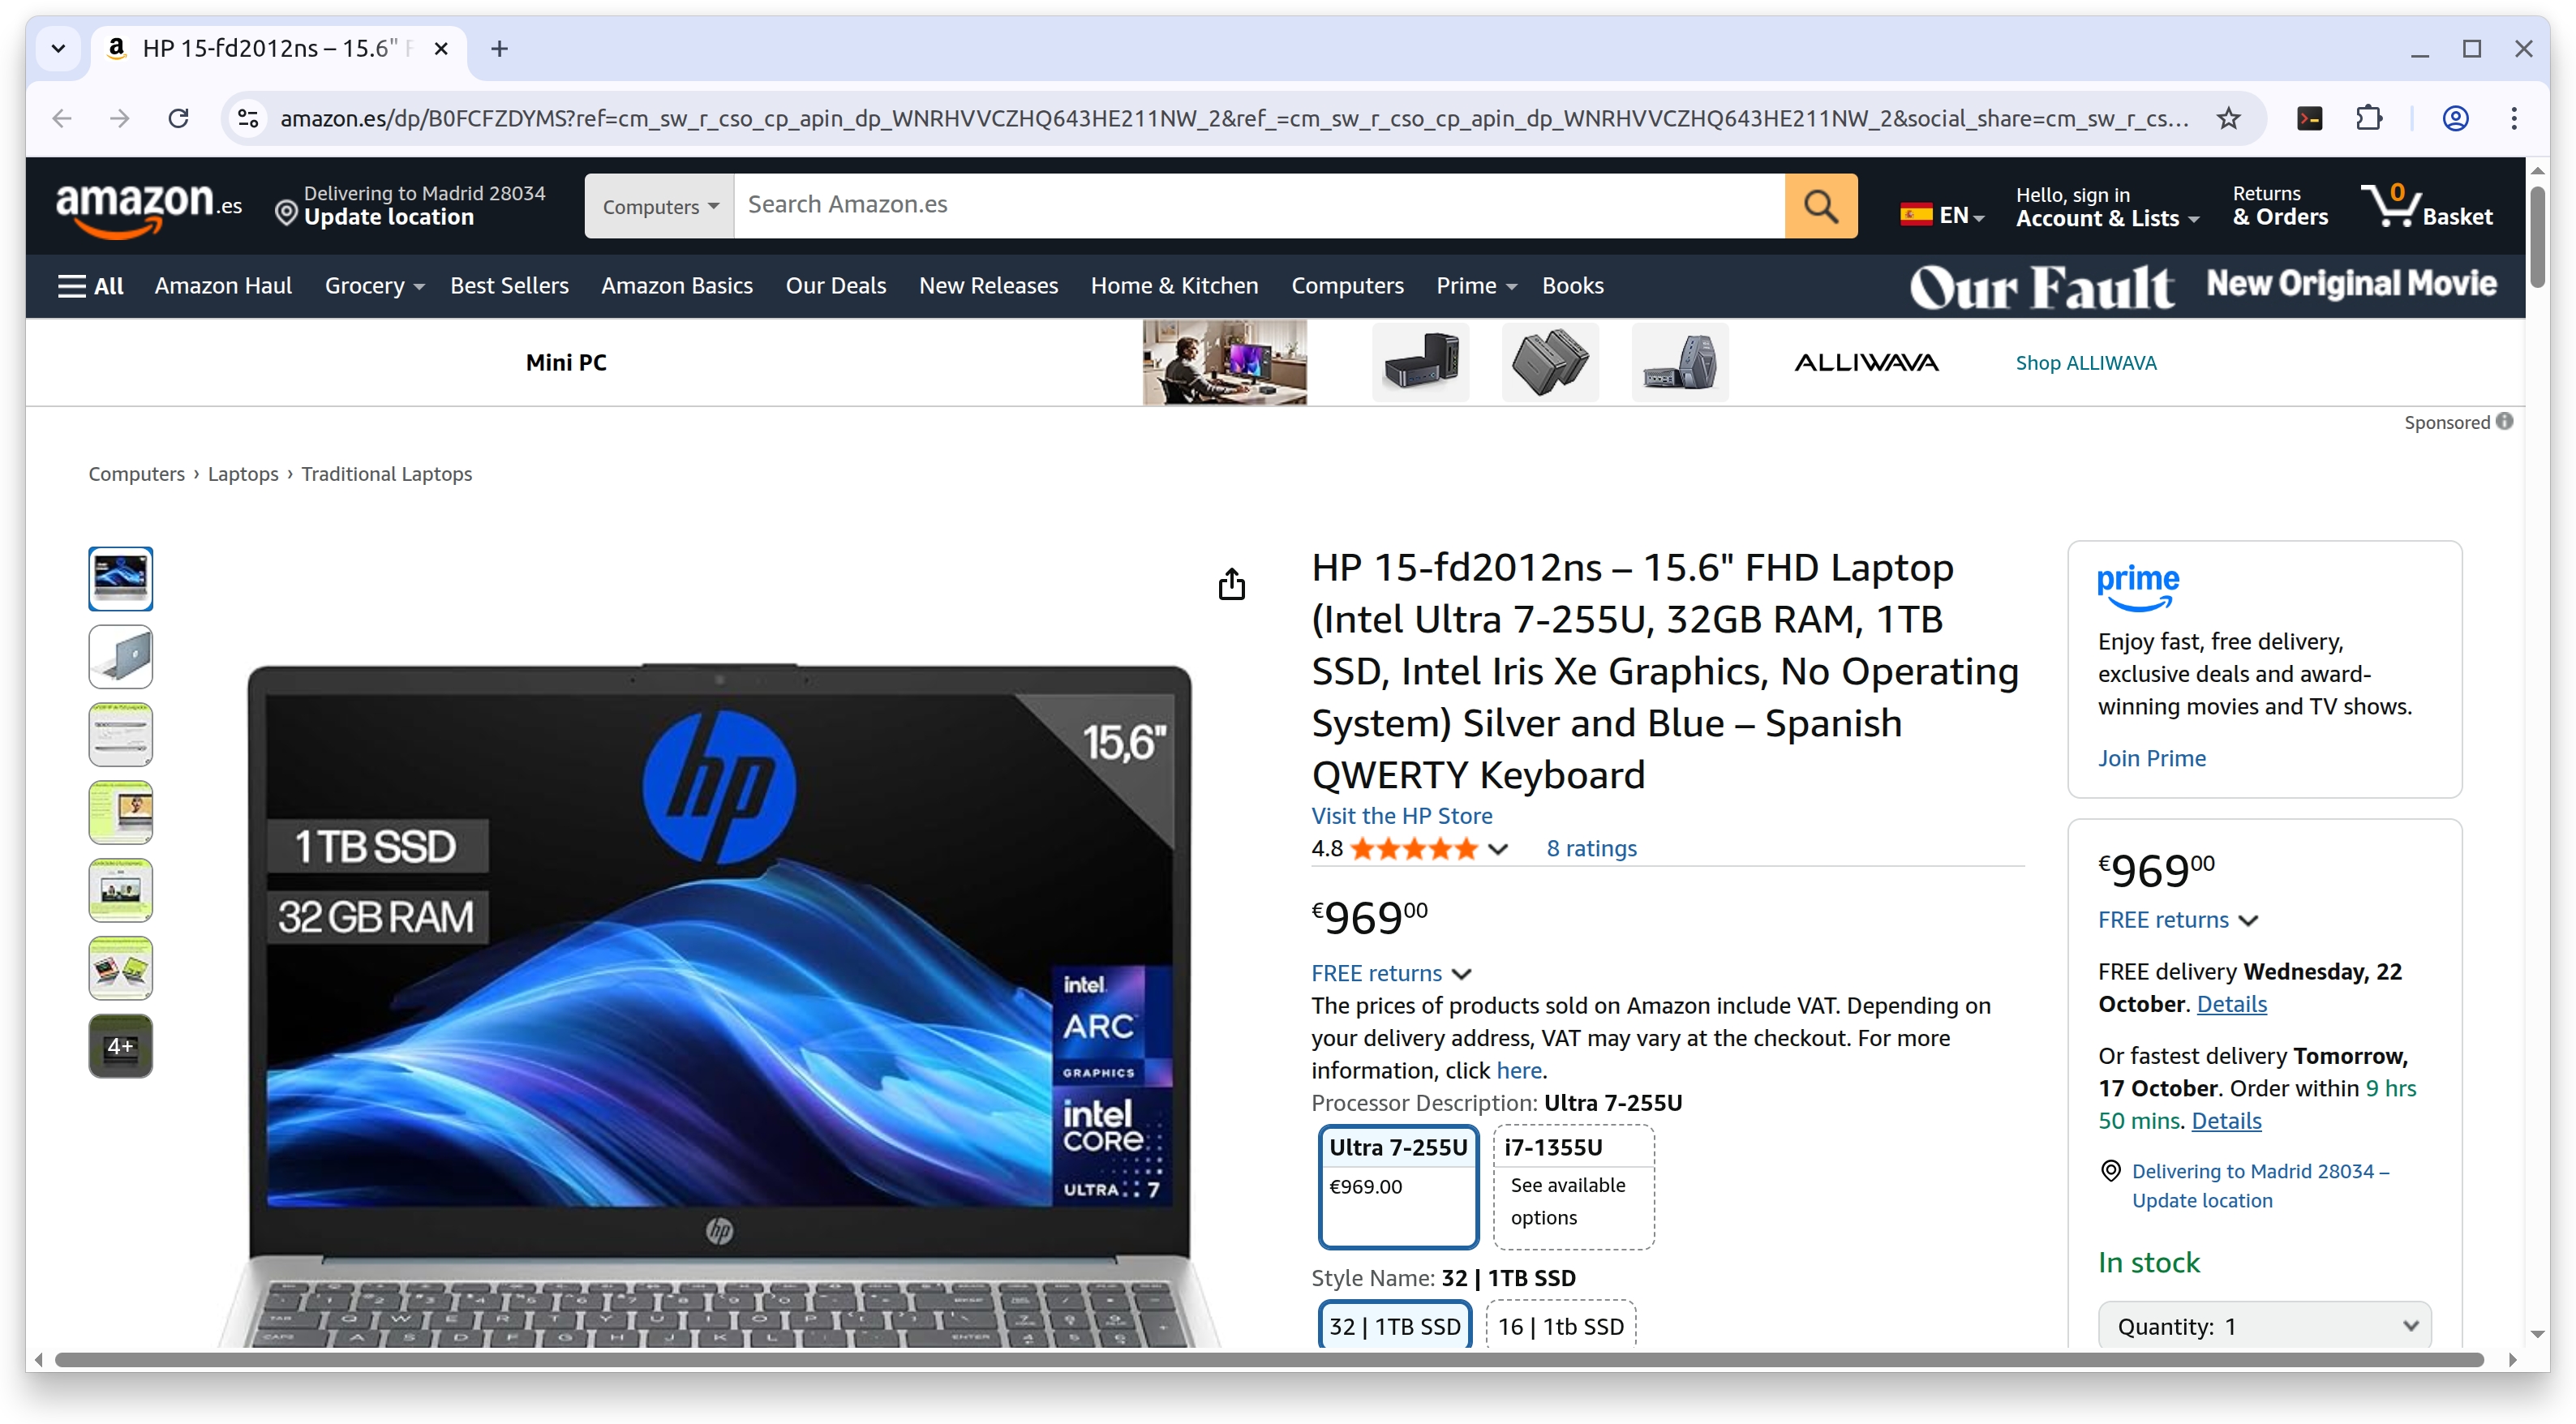 HP 15-fd2012ns – 15.6"
amazon.es/dp/B0FCFZDYMS?ref=cm_sw_r_cso_cp_apin_dp_WNRHVVCZHQ643HE211NW_2&ref_=cm_sw_r_cso_cp_apin_dp_WNRHVVCZHQ643HE211NW_2&social_share=cm_sw_r_cs...
amazon.es
Delivering to Madrid 28034
Update location
Computers
Search Amazon.es
EN
Hello, sign in
Account & Lists
Returns
& Orders
0
Basket
All
Amazon Haul
Grocery
Best Sellers
Amazon Basics
Our Deals
New Releases
Home & Kitchen
Computers
Prime
Books
Our Fault
New Original Movie
Mini PC
ALLIWAVA
Shop ALLIWAVA
Sponsored
Computers › Laptops › Traditional Laptops
4+
15,6"
hp
1 TB SSD
32 GB RAM
intel
ARC
GRAPHICS
intel
CORE
ULTRA 7
hp
HP 15-fd2012ns – 15.6" FHD Laptop
(Intel Ultra 7-255U, 32GB RAM, 1TB
SSD, Intel Iris Xe Graphics, No Operating
System) Silver and Blue – Spanish
QWERTY Keyboard
Visit the HP Store
4.8
8 ratings
€96900
FREE returns
The prices of products sold on Amazon include VAT. Depending on
your delivery address, VAT may vary at the checkout. For more
information, click here.
Processor Description: Ultra 7-255U
Ultra 7-255U
€969.00
i7-1355U
See available
options
Style Name: 32 | 1TB SSD
32 | 1TB SSD
16 | 1tb SSD
prime
Enjoy fast, free delivery,
exclusive deals and award-
winning movies and TV shows.
Join Prime
€96900
FREE returns
FREE delivery Wednesday, 22
October. Details
Or fastest delivery Tomorrow,
17 October. Order within 9 hrs
50 mins. Details
Delivering to Madrid 28034 –
Update location
In stock
Quantity: 1